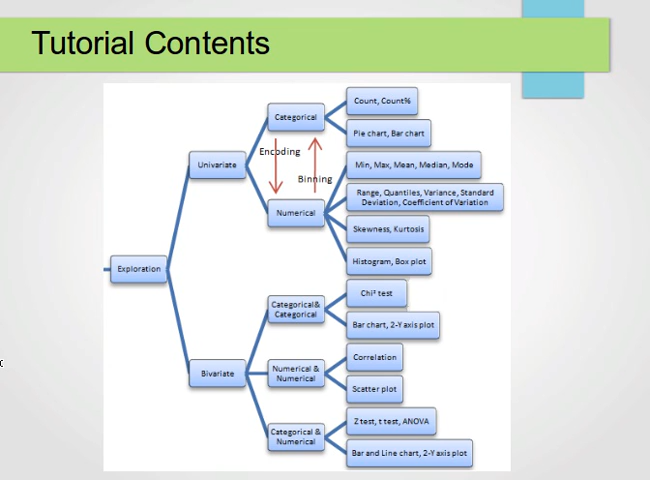 Tutorial Contents
Count, Count%
Categorical
Pie chart, Bar chart
Encoding
Univariate
Min, Max, Mean, Median, Mode
Binning
Range, Quantiles, Variance, Standard
Deviation, Coefficient of Variation
Numerical
Skewness, Kurtosis
Histogram, Box plot
Exploration
Chi² test
Categorical&
Categorical
Bar chart, 2-Y axis plot
Correlation
Numerical &
Numerical
Bivariate
Scatter plot
Z test, t test, ANOVA
Categorical &
Numerical
Bar and Line chart, 2-Y axis plot